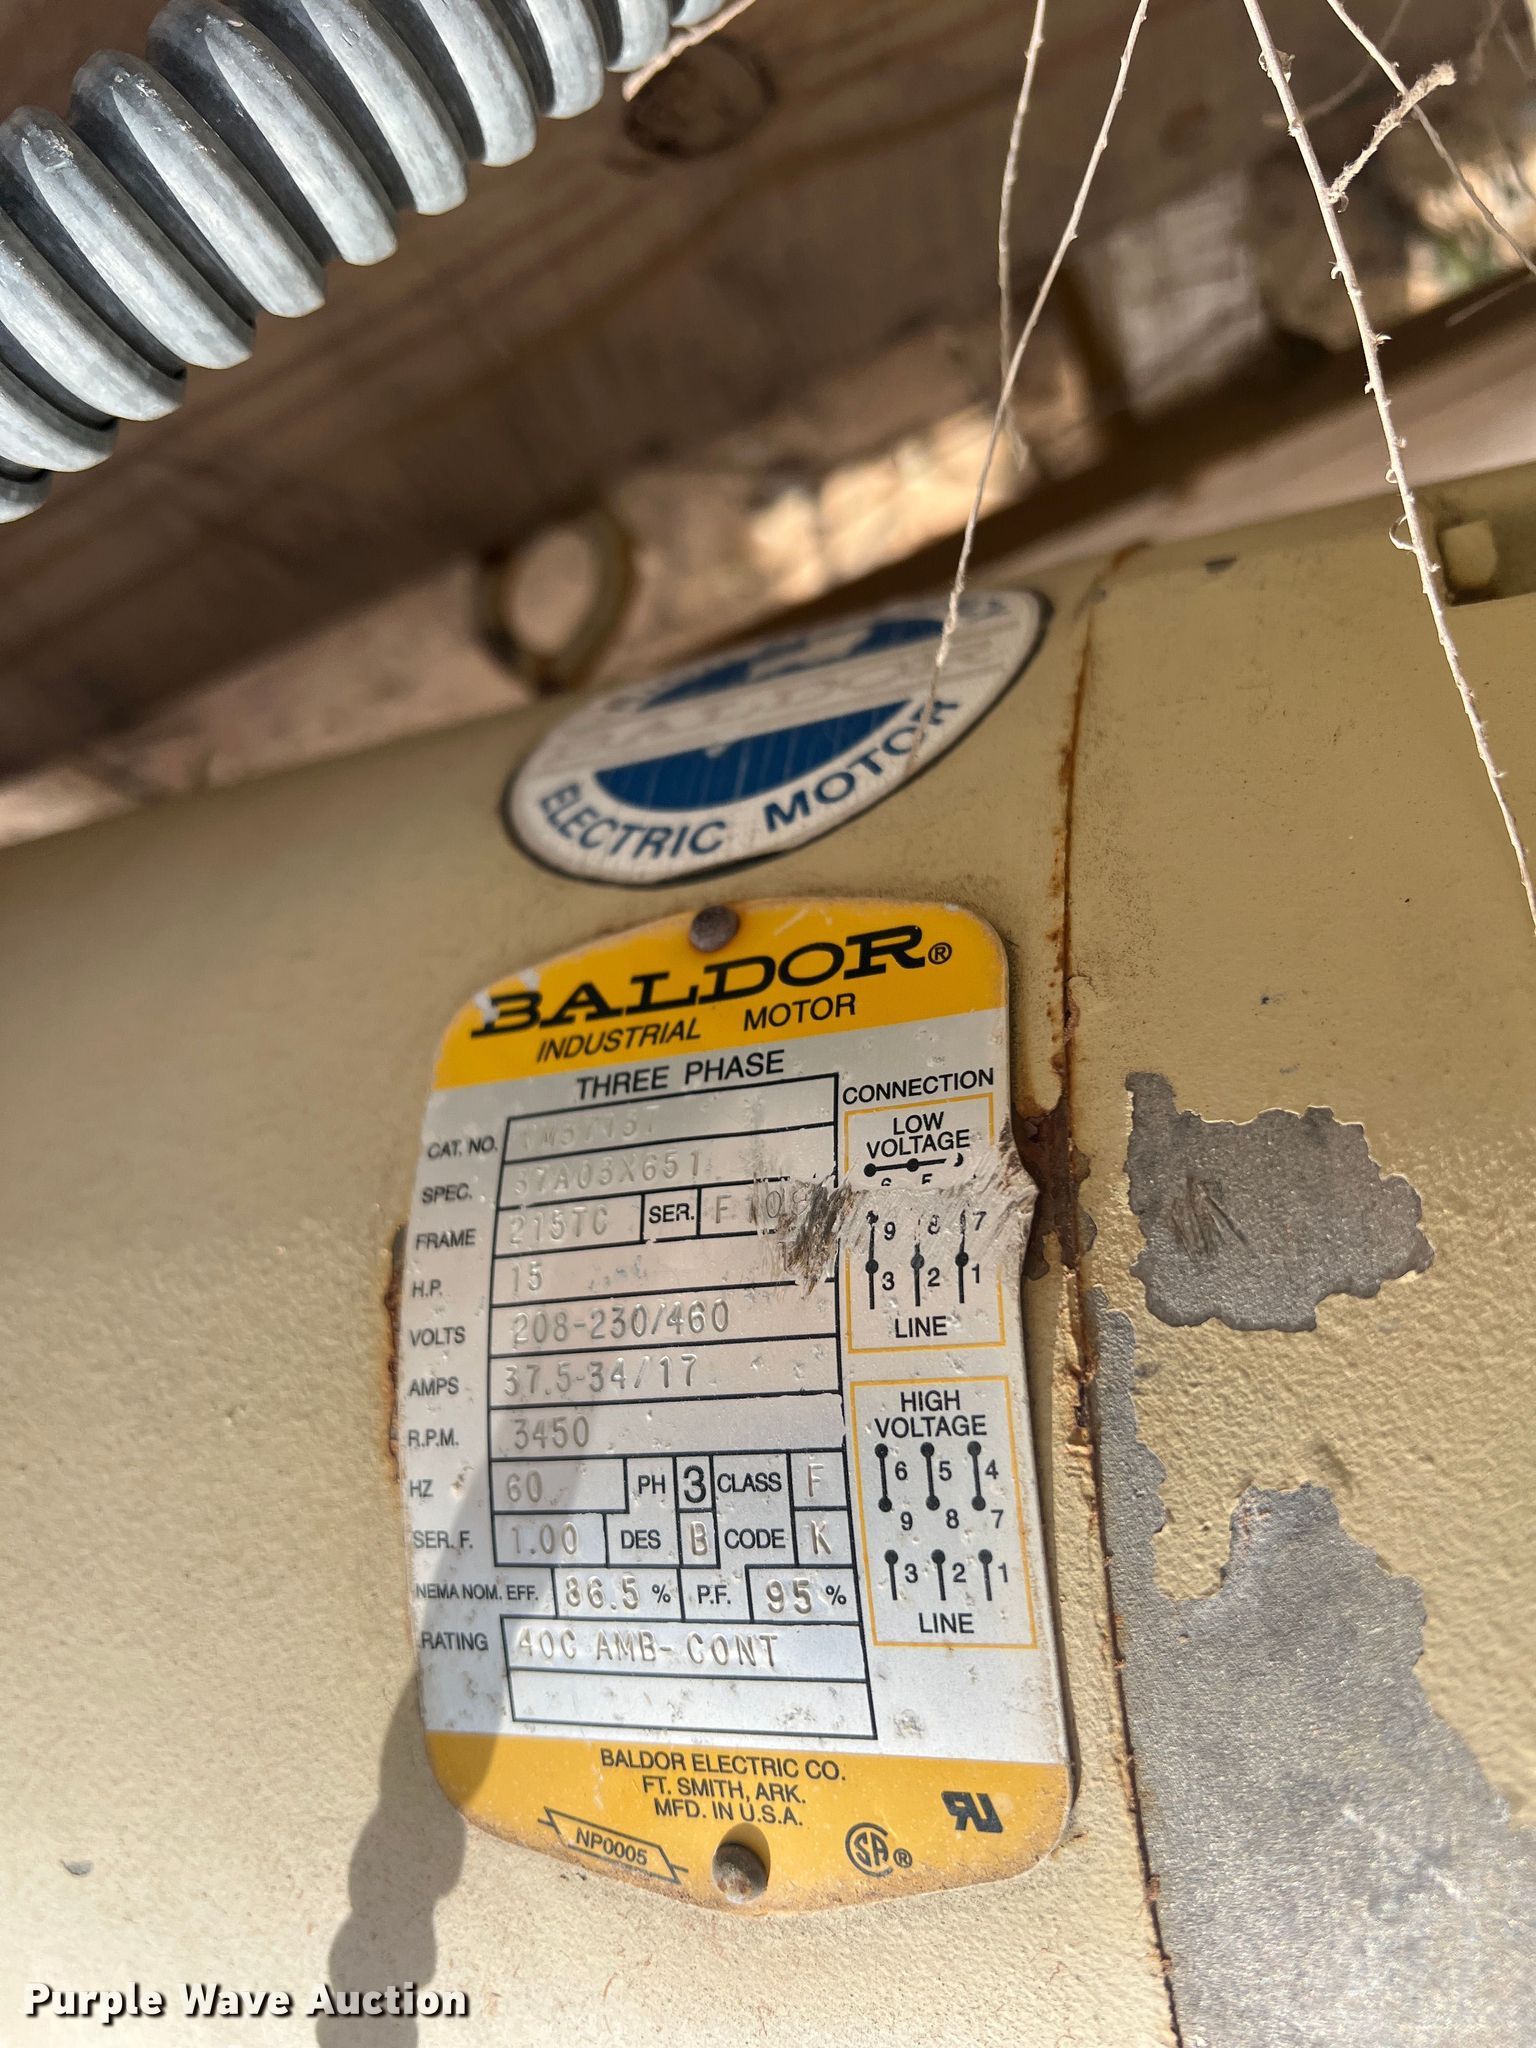 ELECTRIC MOTOR
BALDOR®
INDUSTRIAL MOTOR
THREE PHASE
CAT. NO.
SPEC. 37A03X651
FRAME 215TC SER. F
H.P. 15
VOLTS 208-230/460
AMPS 37.5-34/17
R.P.M. 3450
HZ 60 PH 3 CLASS F
SER. F. 1.00 DES B CODE K
NEMA NOM. EFF. 86.5 % P.F. 95 %
RATING 40C AMB-CONT
CONNECTION
LOW
VOLTAGE
9 8 7
3 2 1
LINE
HIGH
VOLTAGE
6 5 4
9 8 7
3 2 1
LINE
BALDOR ELECTRIC CO.
FT. SMITH, ARK.
MFD. IN U.S.A.
NP0005
SA®
Purple Wave Auction